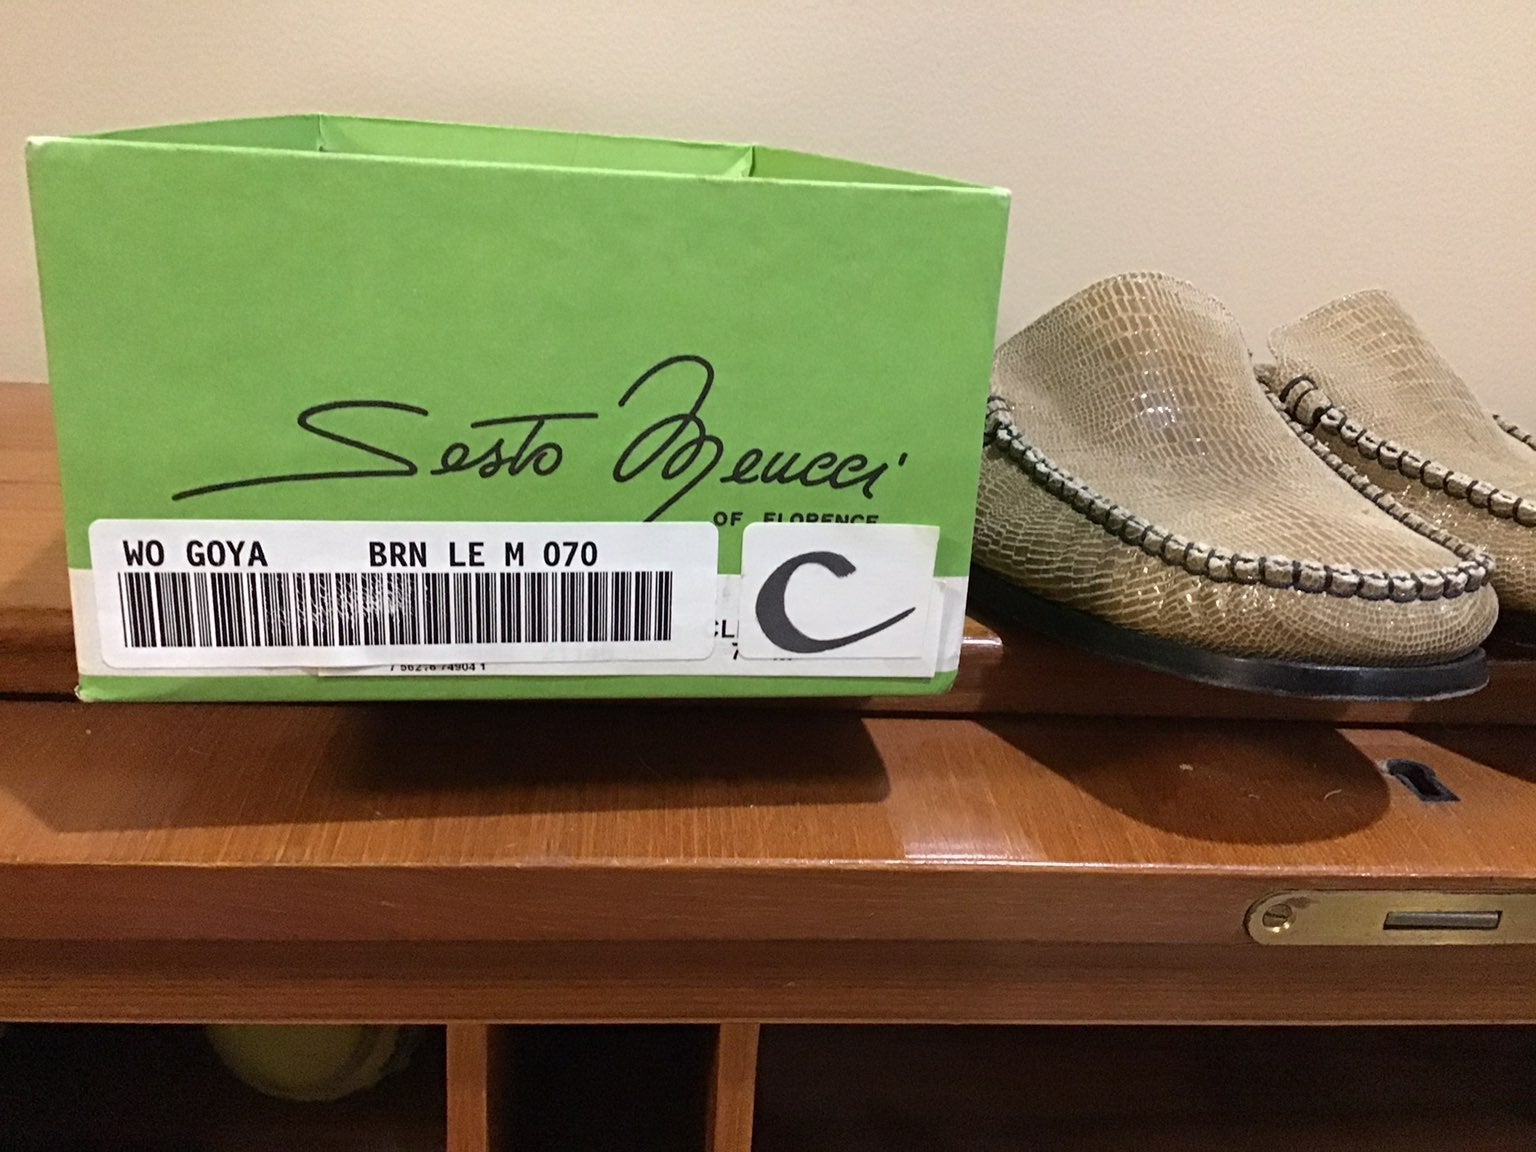 Sesto Meucci
OF FLORENCE
WO GOYA BRN LE M 070
C